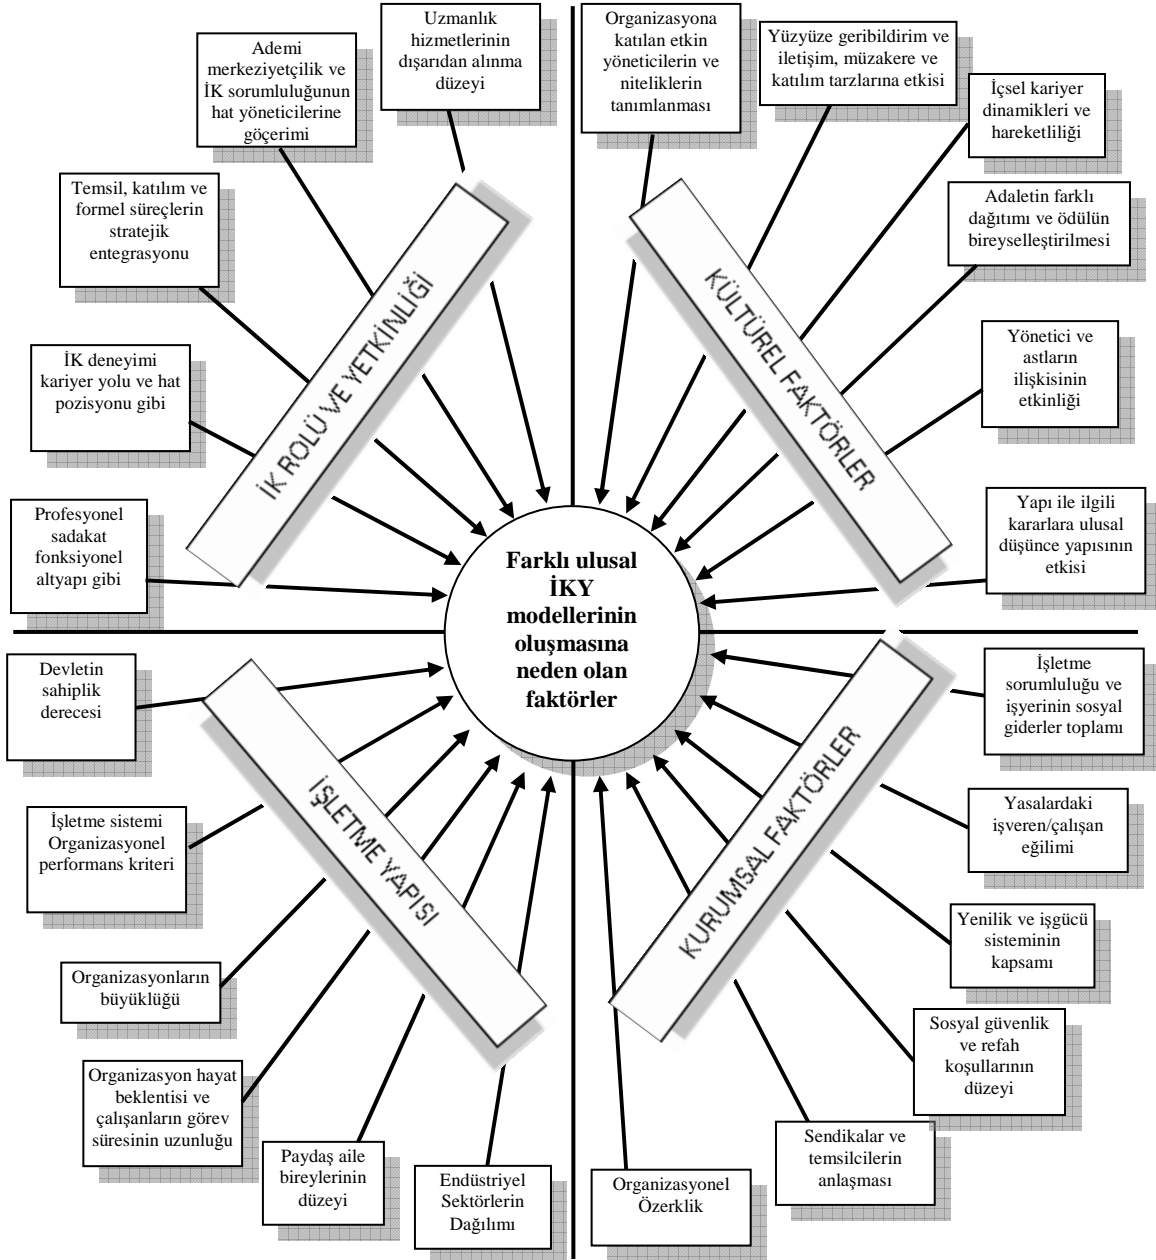 Uzmanlık
hizmetlerinin
dışarıdan alınma
düzeyi
Ademi
merkeziyetçilik ve
İK sorumluluğunun
hat yöneticilerine
göçerimi
Temsil, katılım ve
formel süreçlerin
stratejik
entegrasyonu
İK deneyimi
kariyer yolu ve hat
pozisyonu gibi
Profesyonel
sadakat
fonksiyonel
altyapı gibi
İK ROLÜ VE YETKİNLİĞİ
Organizasyona
katılan etkin
yöneticilerin ve
niteliklerin
tanımlanması
Yüzyüze geribildirim ve
iletişim, müzakere ve
katılım tarzlarına etkisi
İçsel kariyer
dinamikleri ve
hareketliliği
Adaletin farklı
dağıtımı ve ödülün
bireyselleştirilmesi
Yönetici ve
astların
ilişkisinin
etkinliği
Yapı ile ilgili
kararlara ulusal
düşünce yapısının
etkisi
KÜLTÜREL FAKTÖRLER
Farklı ulusal
İKY
modellerinin
oluşmasına
neden olan
faktörler
Devletin
sahiplik
derecesi
İşletme sistemi
Organizasyonel
performans kriteri
Organizasyonların
büyüklüğü
Organizasyon hayat
beklentisi ve
çalışanların görev
süresinin uzunluğu
Paydaş aile
bireylerinin
düzeyi
Endüstriyel
Sektörlerin
Dağılımı
İŞLETME YAPISI
İşletme
sorumluluğu ve
işyerinin sosyal
giderler toplamı
Yasalardaki
işveren/çalışan
eğilimi
Yenilik ve işgücü
sisteminin
kapsamı
Sosyal güvenlik
ve refah
koşullarının
düzeyi
Sendikalar ve
temsilcilerin
anlaşması
Organizasyonel
Özerklik
KURUMSAL FAKTÖRLER